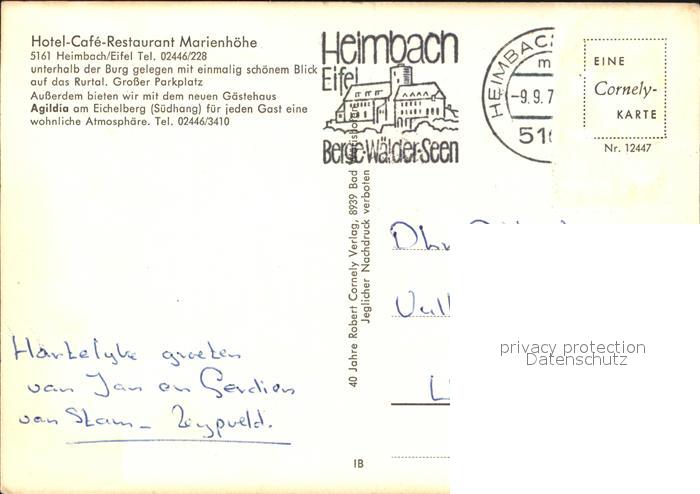 Hotel-Café-Restaurant Marienhöhe
5161 Heimbach/Eifel Tel. 02446/228
unterhalb der Burg gelegen mit einmalig schönem Blick
auf das Rurtal. Großer Parkplatz
Außerdem bieten wir mit dem neuen Gästehaus
Agildia am Eichelberg (Südhang) für jeden Gast eine
wohnliche Atmosphäre. Tel. 02446/3410
Heimbach
Eifel
Berge·Wälder·Seen
HEIMBACH
m
-9.9.7
516
EINE
Cornely-
KARTE
Nr. 12447
40 Jahre Robert Cornely Verlag, 8939 Bad
Jeglicher Nachdruck verboten
Hartelyke groeten
van Jan en
van Stam -
privacy protection
Datenschutz
IB